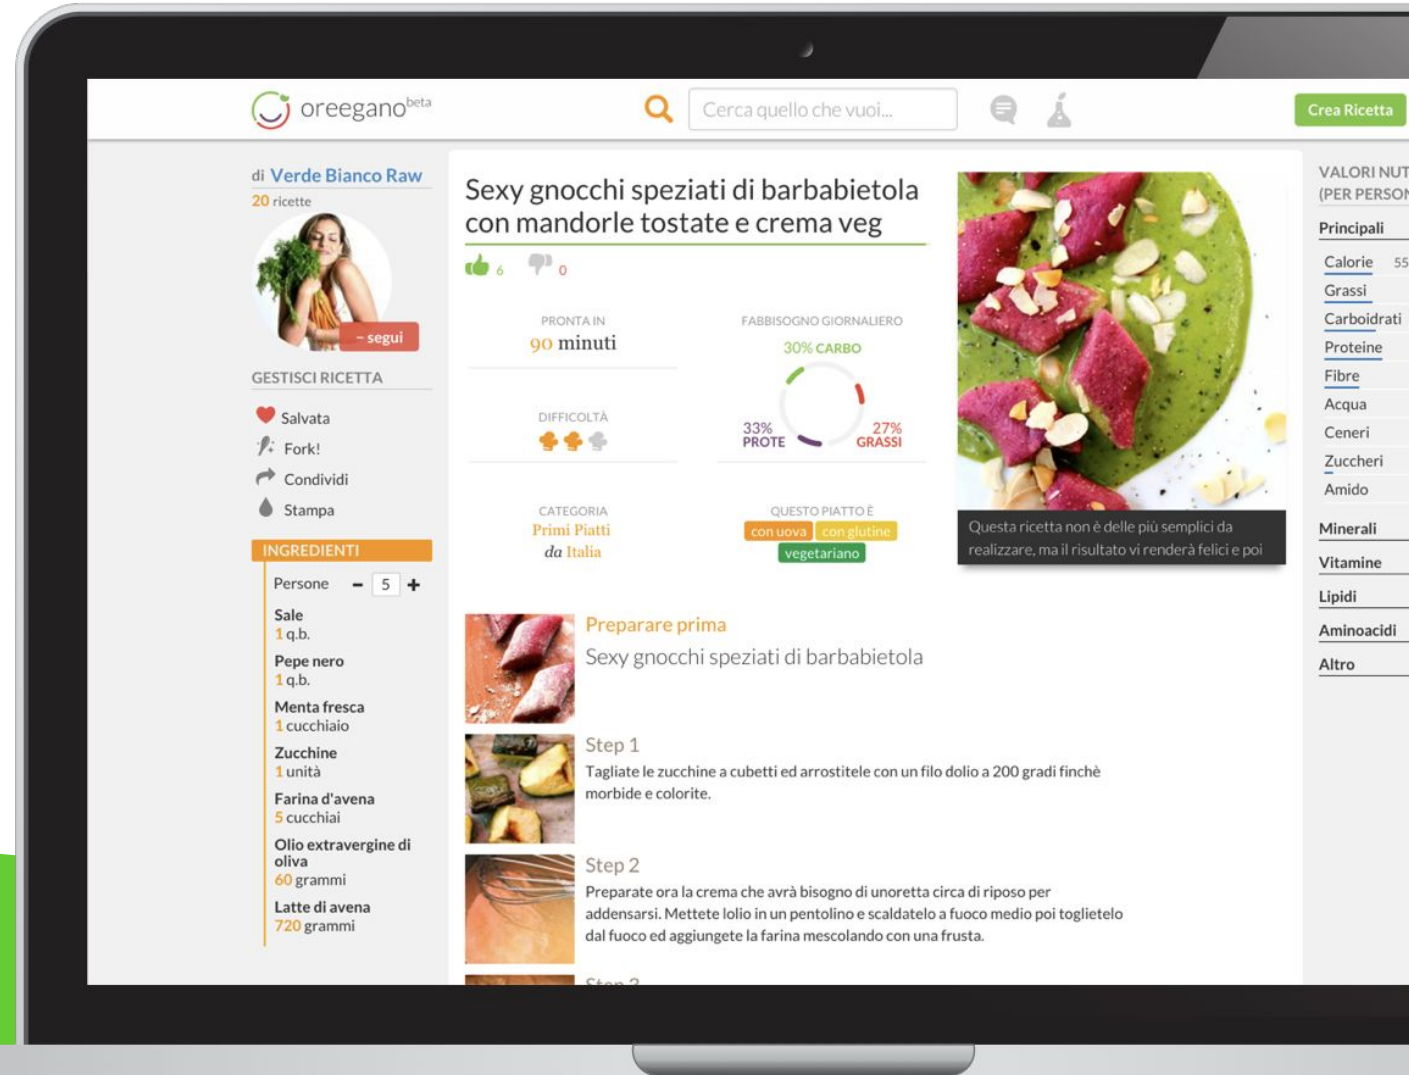 oreegano beta
Cerca quello che vuoi...
Crea Ricetta
di Verde Bianco Raw
20 ricette
– segui
GESTISCI RICETTA
Salvata
Fork!
Condividi
Stampa
INGREDIENTI
Persone – 5 +
Sale
1 q.b.
Pepe nero
1 q.b.
Menta fresca
1 cucchiaio
Zucchine
1 unità
Farina d'avena
5 cucchiai
Olio extravergine di
oliva
60 grammi
Latte di avena
720 grammi
Sexy gnocchi speziati di barbabietola
con mandorle tostate e crema veg
6 0
PRONTA IN
90 minuti
DIFFICOLTÀ
CATEGORIA
Primi Piatti
da Italia
FABBISOGNO GIORNALIERO
30% CARBO
33%
PROTE
27%
GRASSI
QUESTO PIATTO È
con uova con glutine
vegetariano
Questa ricetta non è delle più semplici da
realizzare, ma il risultato vi renderà felici e poi
Preparare prima
Sexy gnocchi speziati di barbabietola
Step 1
Tagliate le zucchine a cubetti ed arrostitele con un filo dolio a 200 gradi finchè
morbide e colorite.
Step 2
Preparate ora la crema che avrà bisogno di unoretta circa di riposo per
addensarsi. Mettete lolio in un pentolino e scaldatelo a fuoco medio poi toglietelo
dal fuoco ed aggiungete la farina mescolando con una frusta.
Step 3
VALORI NUT
(PER PERSON
Principali
Calorie 55
Grassi
Carboidrati
Proteine
Fibre
Acqua
Ceneri
Zuccheri
Amido
Minerali
Vitamine
Lipidi
Aminoacidi
Altro